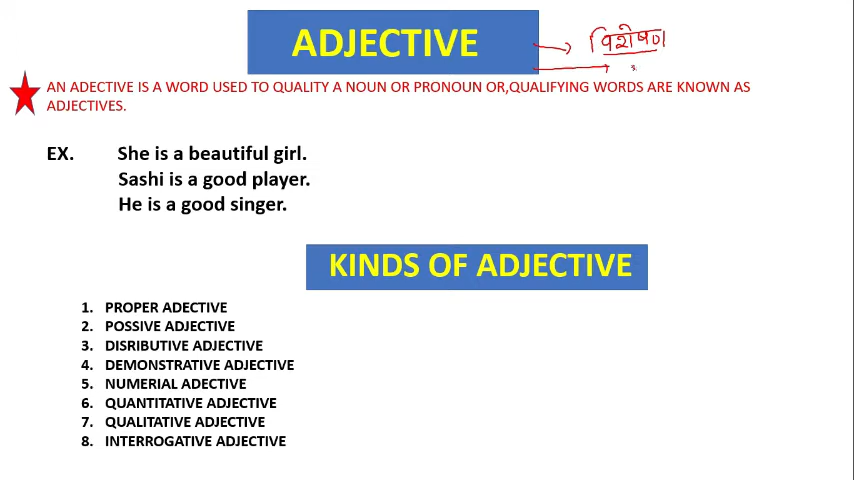 ADJECTIVE
विशेषण
AN ADECTIVE IS A WORD USED TO QUALITY A NOUN OR PRONOUN OR,QUALIFYING WORDS ARE KNOWN AS
ADJECTIVES.
EX. She is a beautiful girl.
Sashi is a good player.
He is a good singer.
KINDS OF ADJECTIVE
1. PROPER ADECTIVE
2. POSSIVE ADJECTIVE
3. DISRIBUTIVE ADJECTIVE
4. DEMONSTRATIVE ADJECTIVE
5. NUMERIAL ADECTIVE
6. QUANTITATIVE ADJECTIVE
7. QUALITATIVE ADJECTIVE
8. INTERROGATIVE ADJECTIVE